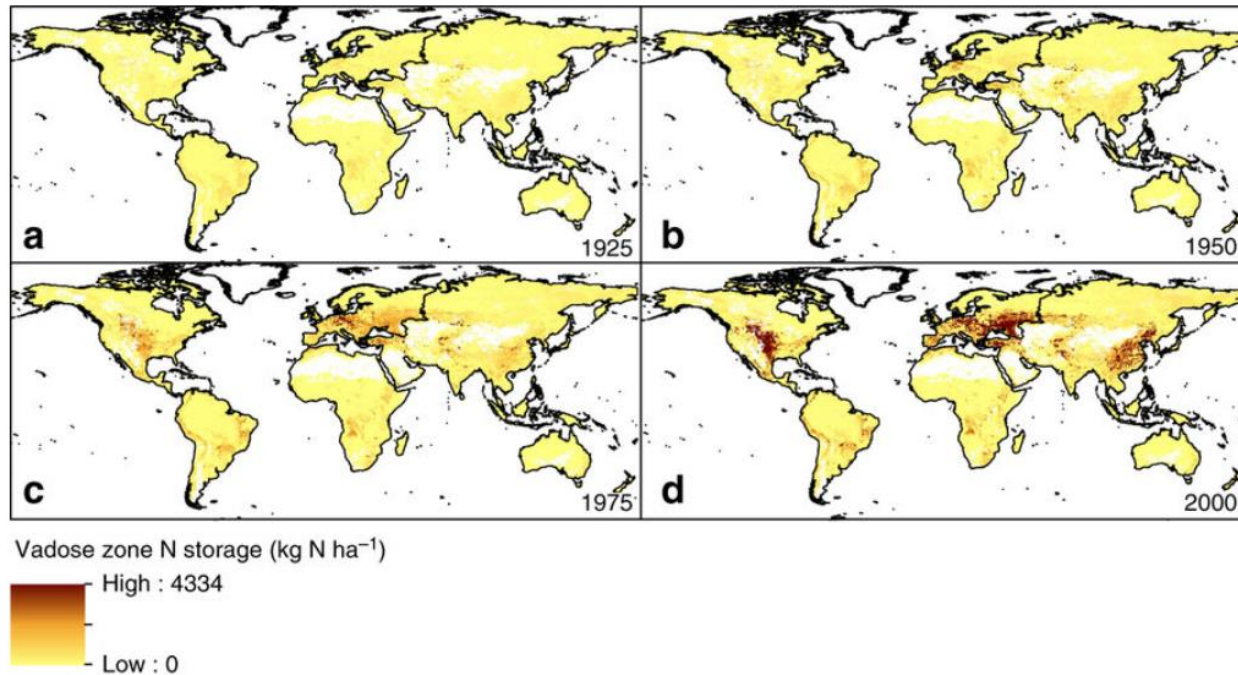 a
1925
b
1950
c
1975
d
2000
Vadose zone N storage (kg N ha⁻¹)
High : 4334
Low : 0